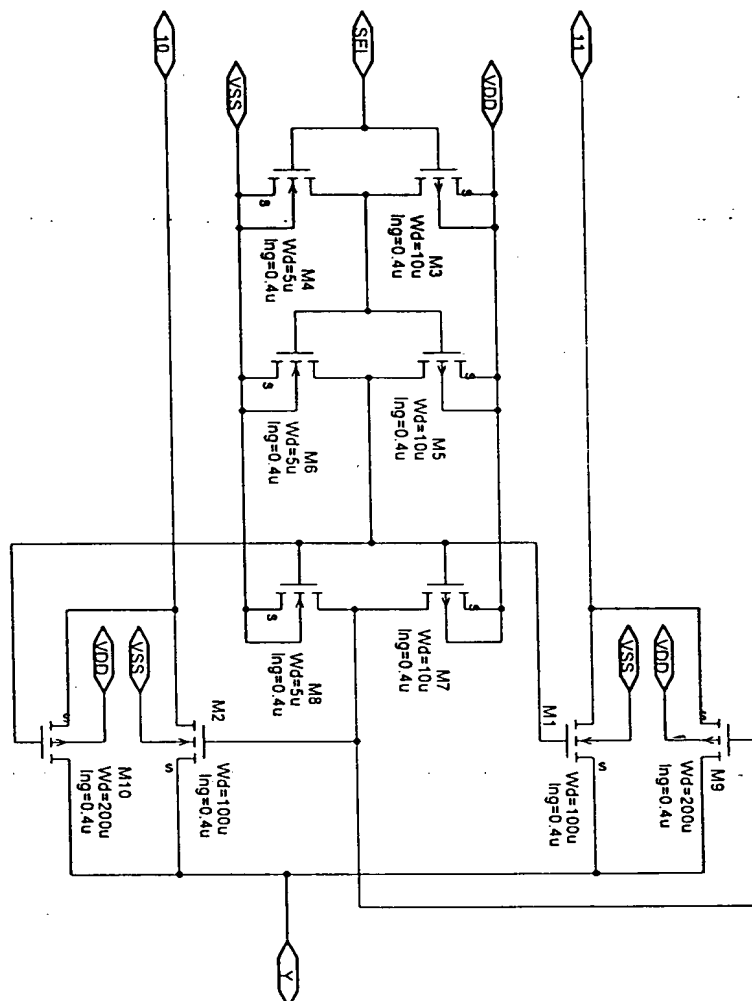 11
VDD
SEL
VSS
10
S
M3
Wd=10u
lng=0.4u
S
M4
Wd=5u
lng=0.4u
S
M5
Wd=10u
lng=0.4u
S
M6
Wd=5u
lng=0.4u
S
M7
Wd=10u
lng=0.4u
S
M8
Wd=5u
lng=0.4u
VDD
S
M9
Wd=200u
lng=0.4u
VSS
M1
S
Wd=100u
lng=0.4u
M2
VSS
S
Wd=100u
lng=0.4u
VDD
S
M10
Wd=200u
lng=0.4u
Y